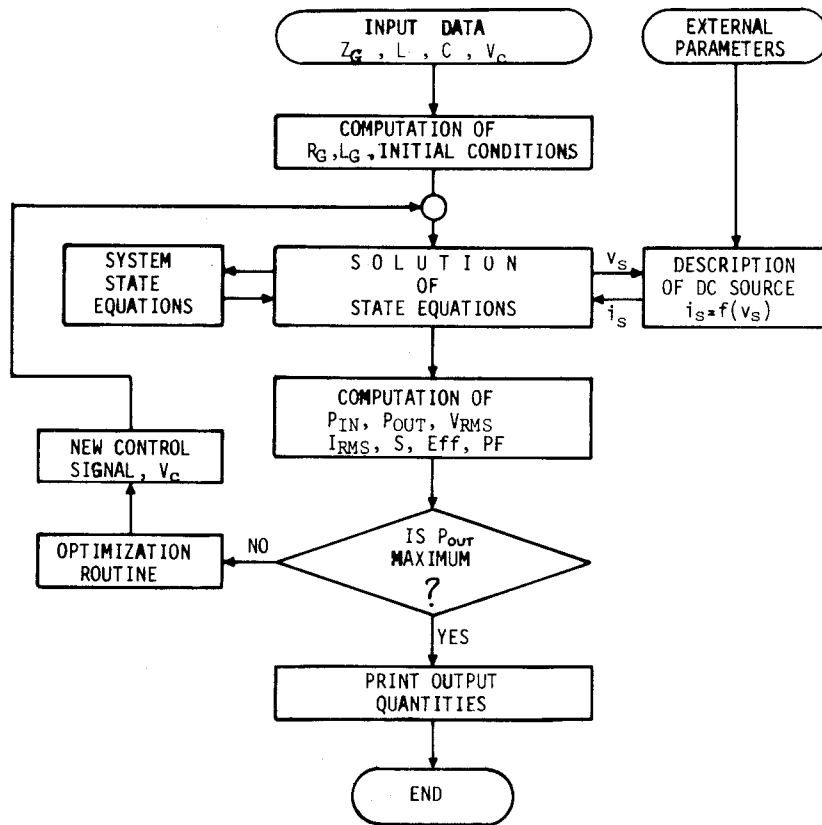 INPUT DATA
Z_G , L , C , V_C
EXTERNAL
PARAMETERS
COMPUTATION OF
R_G, L_G, INITIAL CONDITIONS
SYSTEM
STATE
EQUATIONS
SOLUTION
OF
STATE EQUATIONS
V_S
i_S
DESCRIPTION
OF DC SOURCE
i_S=f(V_S)
COMPUTATION OF
P_IN, P_OUT, V_RMS
I_RMS, S, Eff, PF
NEW CONTROL
SIGNAL, V_C
OPTIMIZATION
ROUTINE
NO
IS P_OUT
MAXIMUM
?
YES
PRINT OUTPUT
QUANTITIES
END